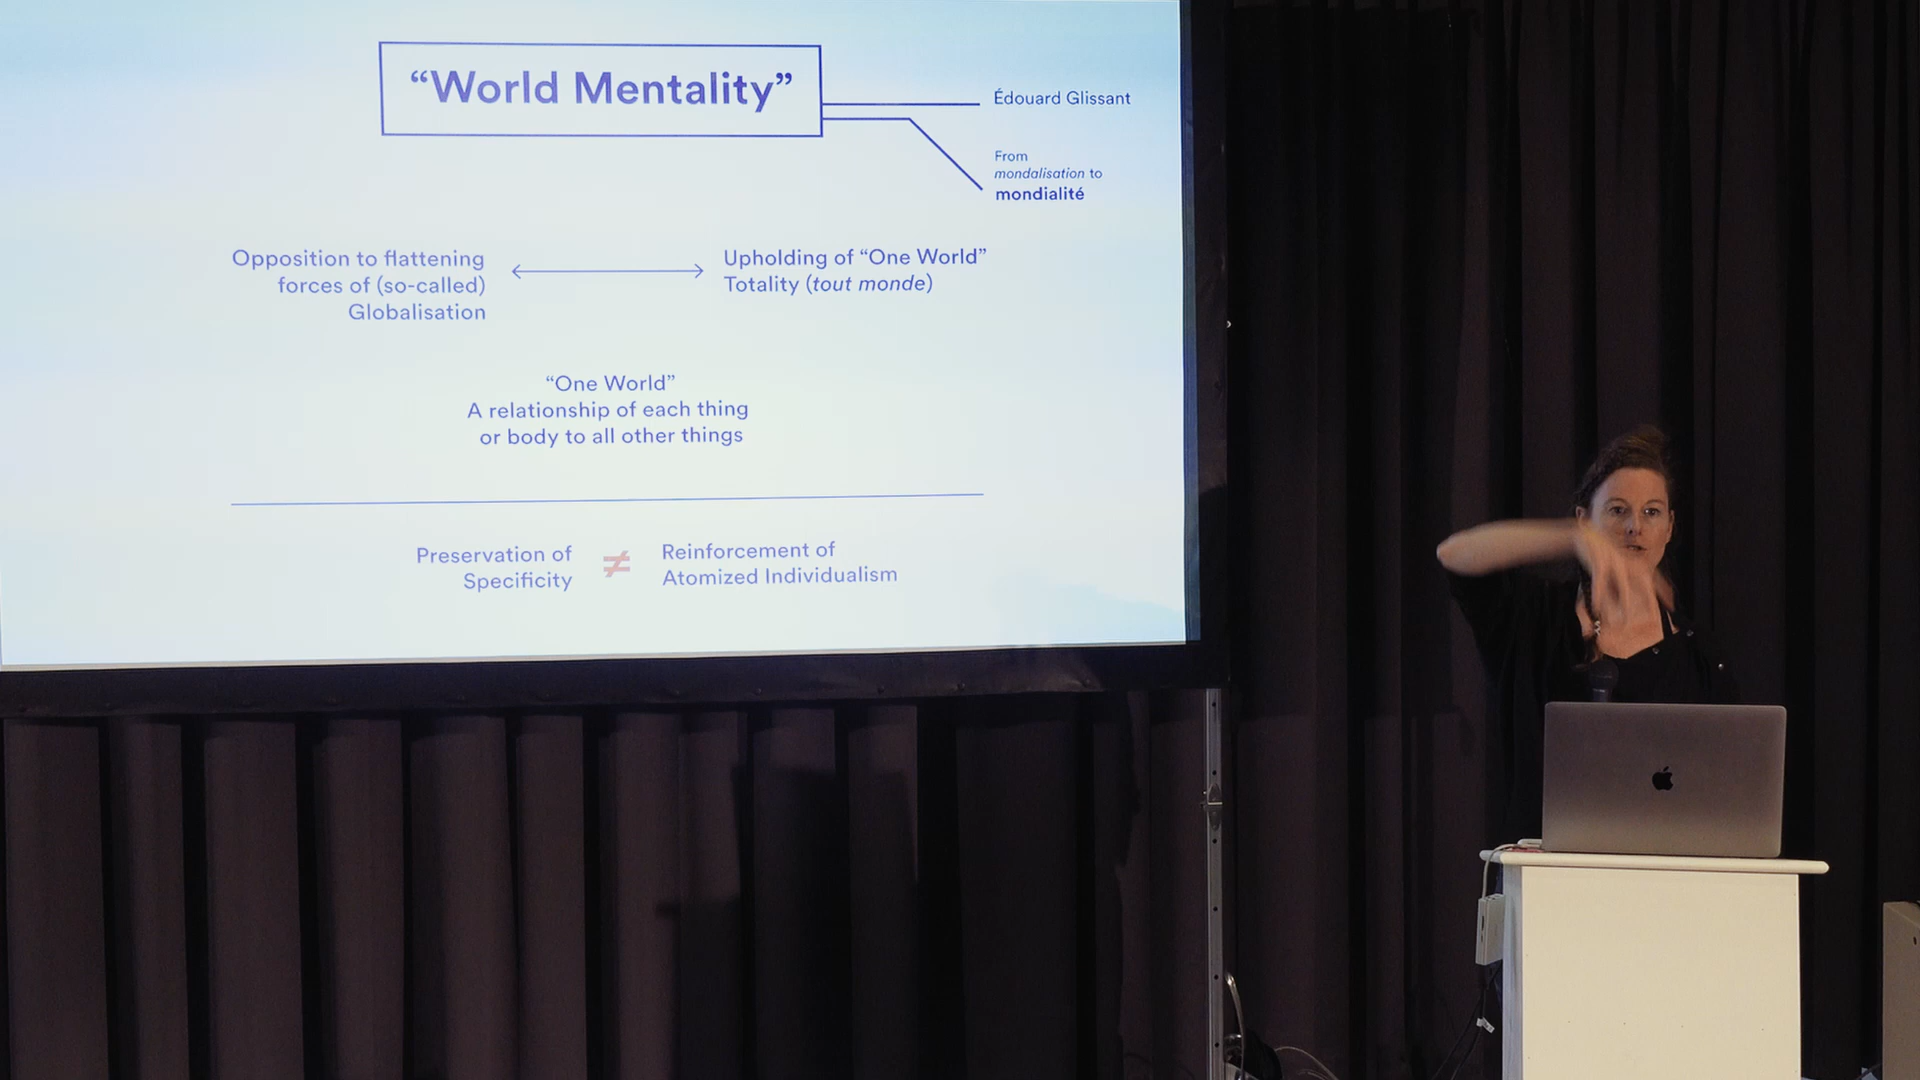 “World Mentality”
Édouard Glissant
From
mondalisation to
mondialité
Opposition to flattening
forces of (so-called)
Globalisation
Upholding of “One World”
Totality (tout monde)
“One World”
A relationship of each thing
or body to all other things
Preservation of
Specificity
≠
Reinforcement of
Atomized Individualism